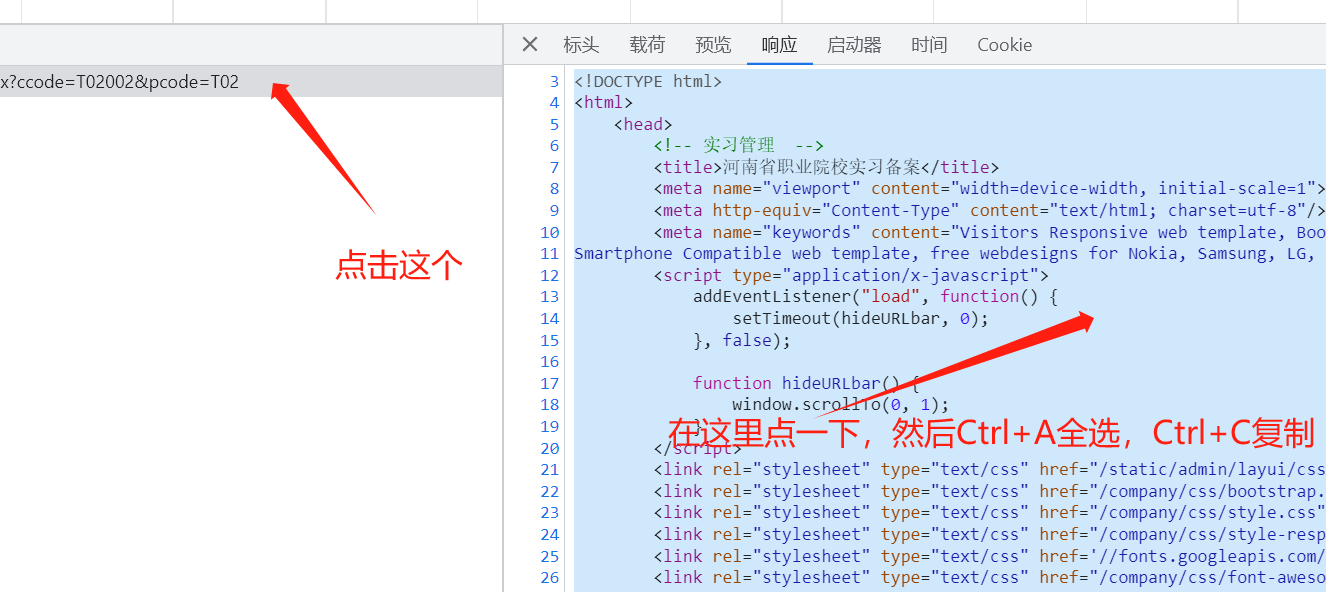 标头 载荷 预览 响应 启动器 时间 Cookie
x?ccode=T02002&pcode=T02
点击这个
3 <!DOCTYPE html>
4 <html>
5 <head>
6 <!-- 实习管理 -->
7 <title>河南省职业院校实习备案</title>
8 <meta name="viewport" content="width=device-width, initial-scale=1">
9 <meta http-equiv="Content-Type" content="text/html; charset=utf-8"/>
10 <meta name="keywords" content="Visitors Responsive web template, Boo
11 Smartphone Compatible web template, free webdesigns for Nokia, Samsung, LG,
12 <script type="application/x-javascript">
13 addEventListener("load", function() {
14 setTimeout(hideURLbar, 0);
15 }, false);
16
17 function hideURLbar() {
18 window.scrollTo(0, 1);
19 }
在这里点一下，然后Ctrl+A全选，Ctrl+C复制
20 </script>
21 <link rel="stylesheet" type="text/css" href="/static/admin/layui/css
22 <link rel="stylesheet" type="text/css" href="/company/css/bootstrap.
23 <link rel="stylesheet" type="text/css" href="/company/css/style.css"
24 <link rel="stylesheet" type="text/css" href="/company/css/style-resp
25 <link rel="stylesheet" type="text/css" href='//fonts.googleapis.com/
26 <link rel="stylesheet" type="text/css" href="/company/css/font-aweso